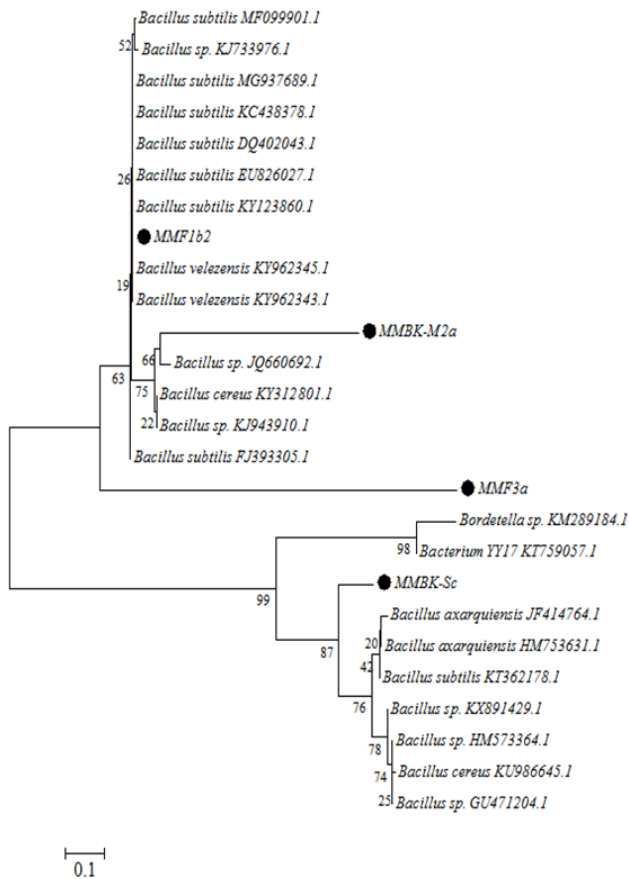 Bacillus subtilis MF099901.1
52
Bacillus sp. KJ733976.1
Bacillus subtilis MG937689.1
Bacillus subtilis KC438378.1
Bacillus subtilis DQ402043.1
26
Bacillus subtilis EU826027.1
Bacillus subtilis KY123860.1
MMF1b2
Bacillus velezensis KY962345.1
19
Bacillus velezensis KY962343.1
MMBK-M2a
66
Bacillus sp. JQ660692.1
63
75
Bacillus cereus KY312801.1
22
Bacillus sp. KJ943910.1
Bacillus subtilis FJ393305.1
MMF3a
Bordetella sp. KM289184.1
98
Bacterium YY17 KT759057.1
MMBK-Sc
99
Bacillus axarquiensis JF414764.1
20
Bacillus axarquiensis HM753631.1
87
42
Bacillus subtilis KT362178.1
76
Bacillus sp. KX891429.1
Bacillus sp. HM573364.1
78
74
Bacillus cereus KU986645.1
25
Bacillus sp. GU471204.1
0.1